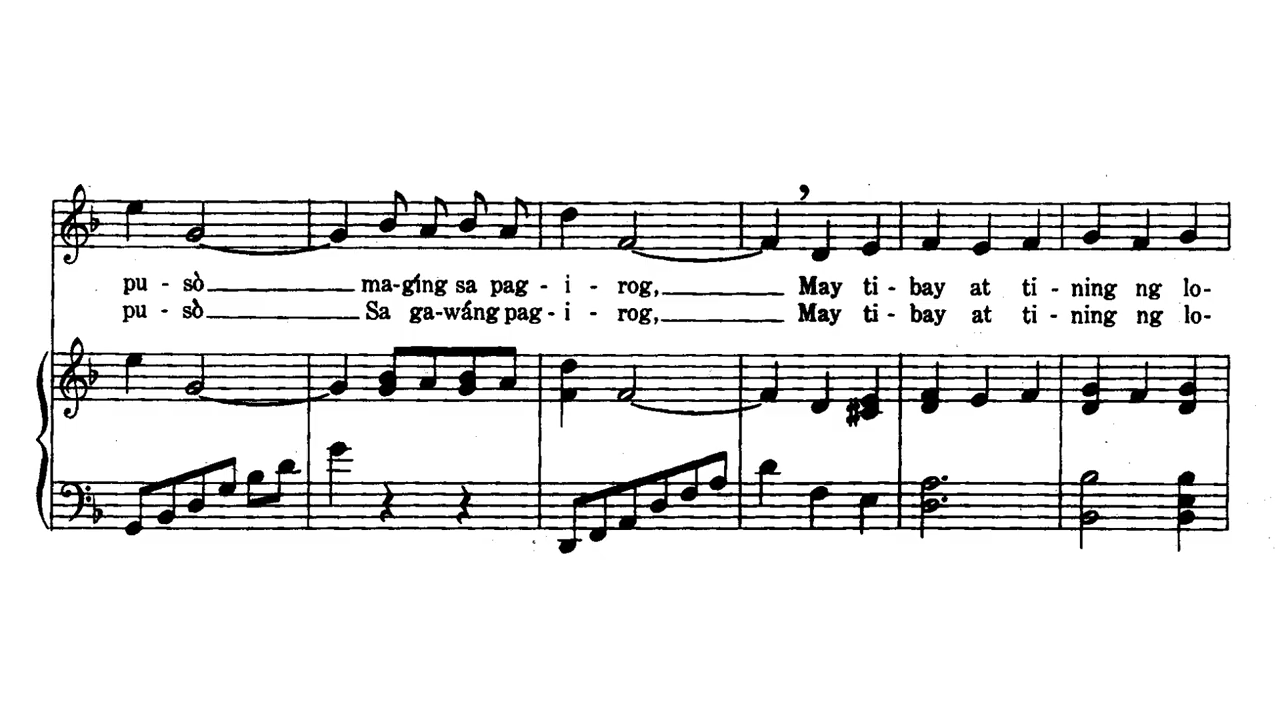 pu - sò ma-gíng sa pag - i - rog, May ti - bay at ti - ning ng lo-
pu - sò Sa ga-wáng pag - i - rog, May ti - bay at ti - ning ng lo-